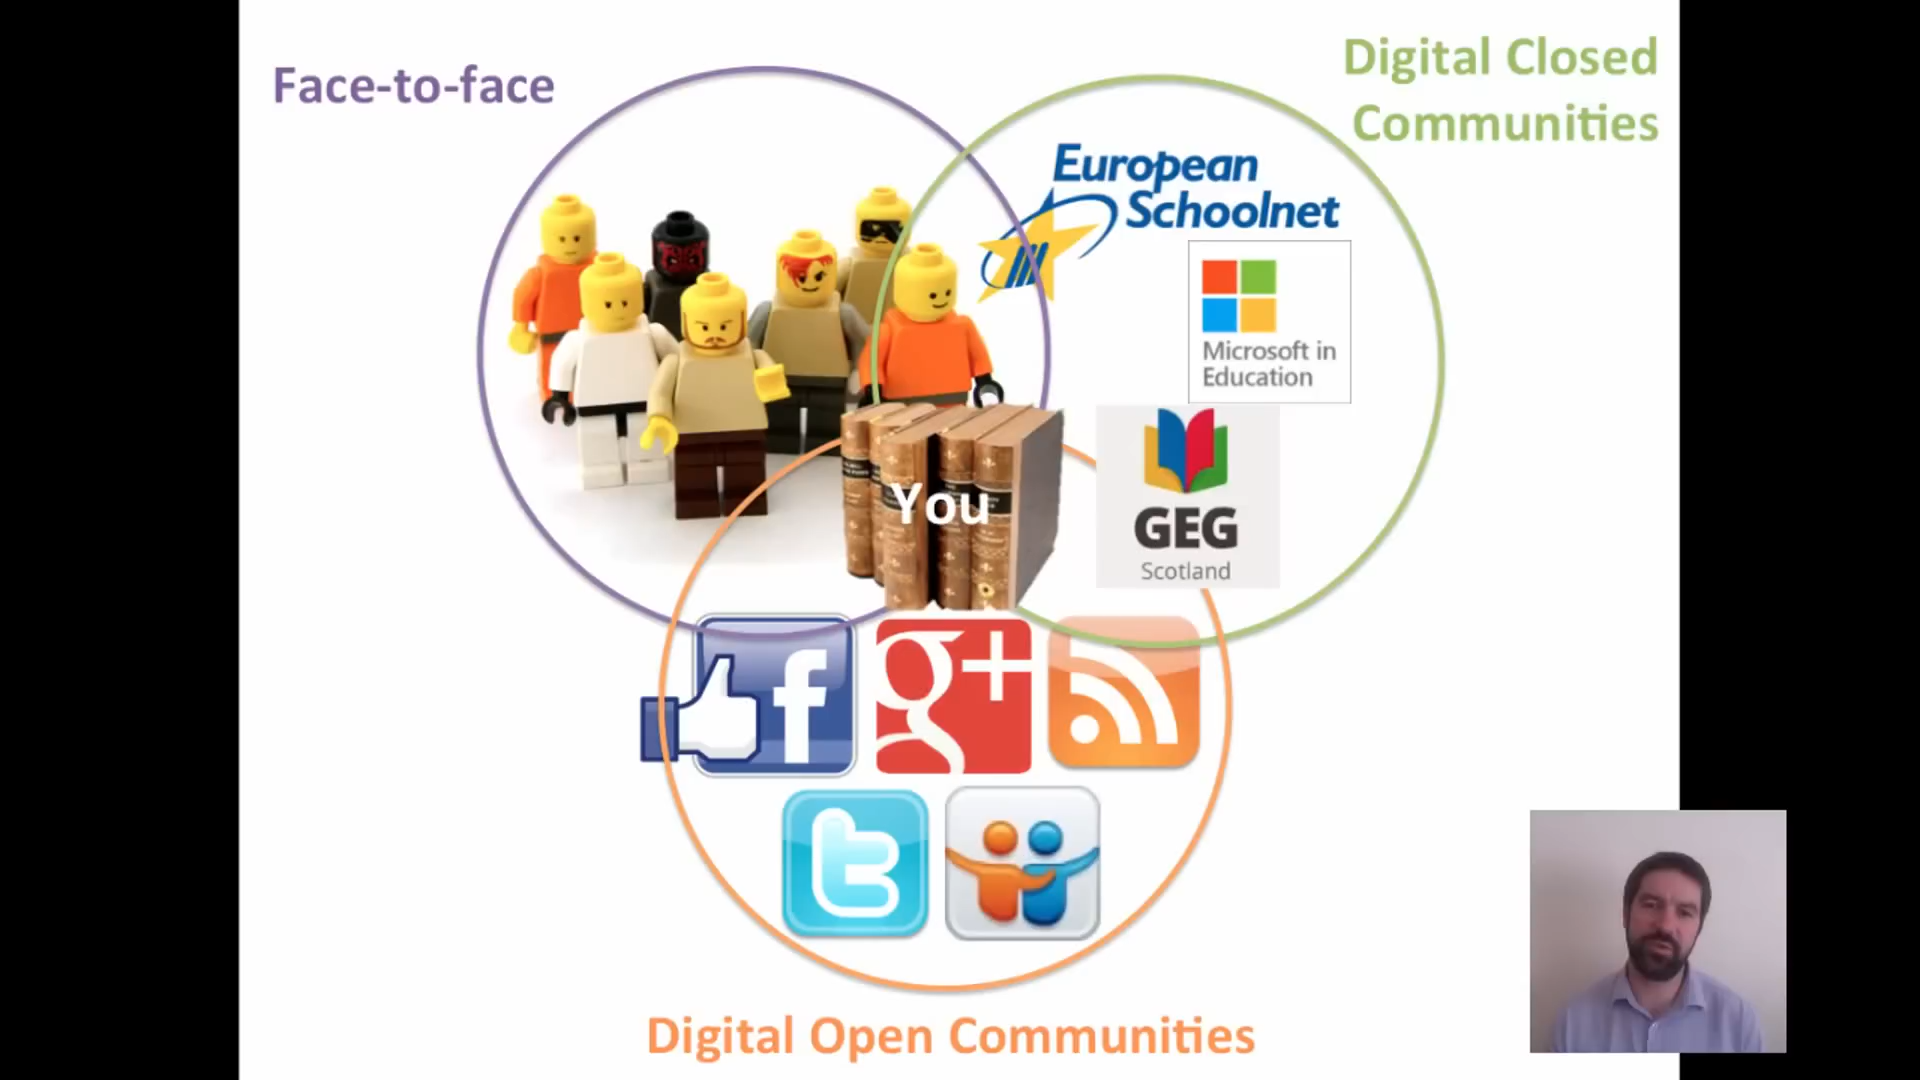 Face-to-face
Digital Closed
Communities
European
Schoolnet
Microsoft in
Education
GEG
Scotland
You
f
g+
t
Digital Open Communities